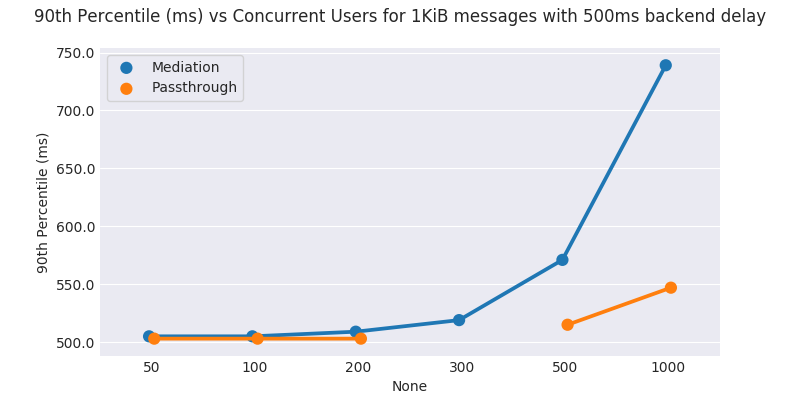 90th Percentile (ms) vs Concurrent Users for 1KiB messages with 500ms backend delay
Mediation
Passthrough
90th Percentile (ms)
750.0
700.0
650.0
600.0
550.0
500.0
50 100 200 300 500 1000
None